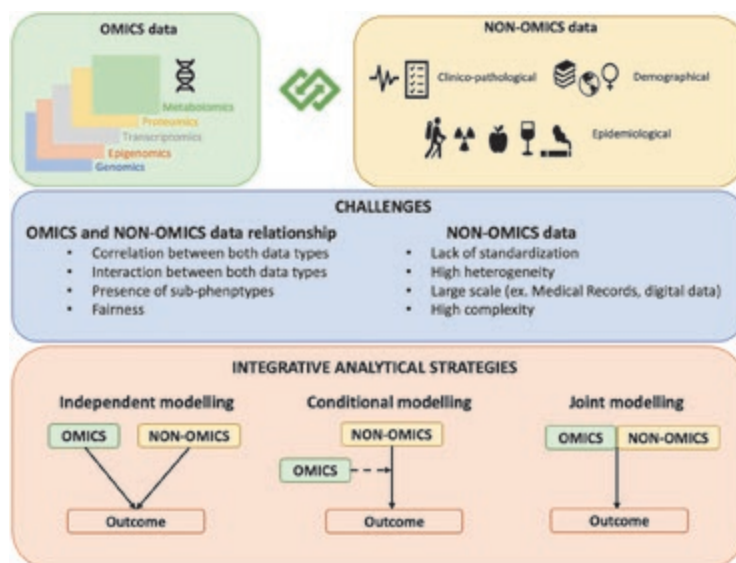 OMICS data
Metabolomics
Proteomics
Transcriptomics
Epigenomics
Genomics
NON-OMICS data
Clinico-pathological
Demographical
Epidemiological
CHALLENGES
OMICS and NON-OMICS data relationship
• Correlation between both data types
• Interaction between both data types
• Presence of sub-phenptypes
• Fairness
NON-OMICS data
• Lack of standardization
• High heterogeneity
• Large scale (ex. Medical Records, digital data)
• High complexity
INTEGRATIVE ANALYTICAL STRATEGIES
Independent modelling
OMICS
NON-OMICS
Outcome
Conditional modelling
NON-OMICS
OMICS
Outcome
Joint modelling
OMICS NON-OMICS
Outcome